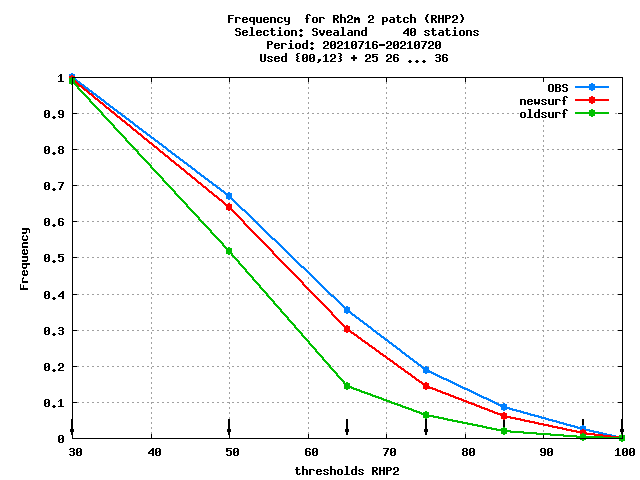 Frequency  for Rh2m 2 patch (RHP2)
Selection: Svealand     40 stations
Period: 20210716-20210720
Used {00,12} + 25 26 ... 36
OBS
newsurf
oldsurf
1
0.9
0.8
0.7
0.6
0.5
0.4
0.3
0.2
0.1
0
Frequency
30 40 50 60 70 80 90 100
thresholds RHP2